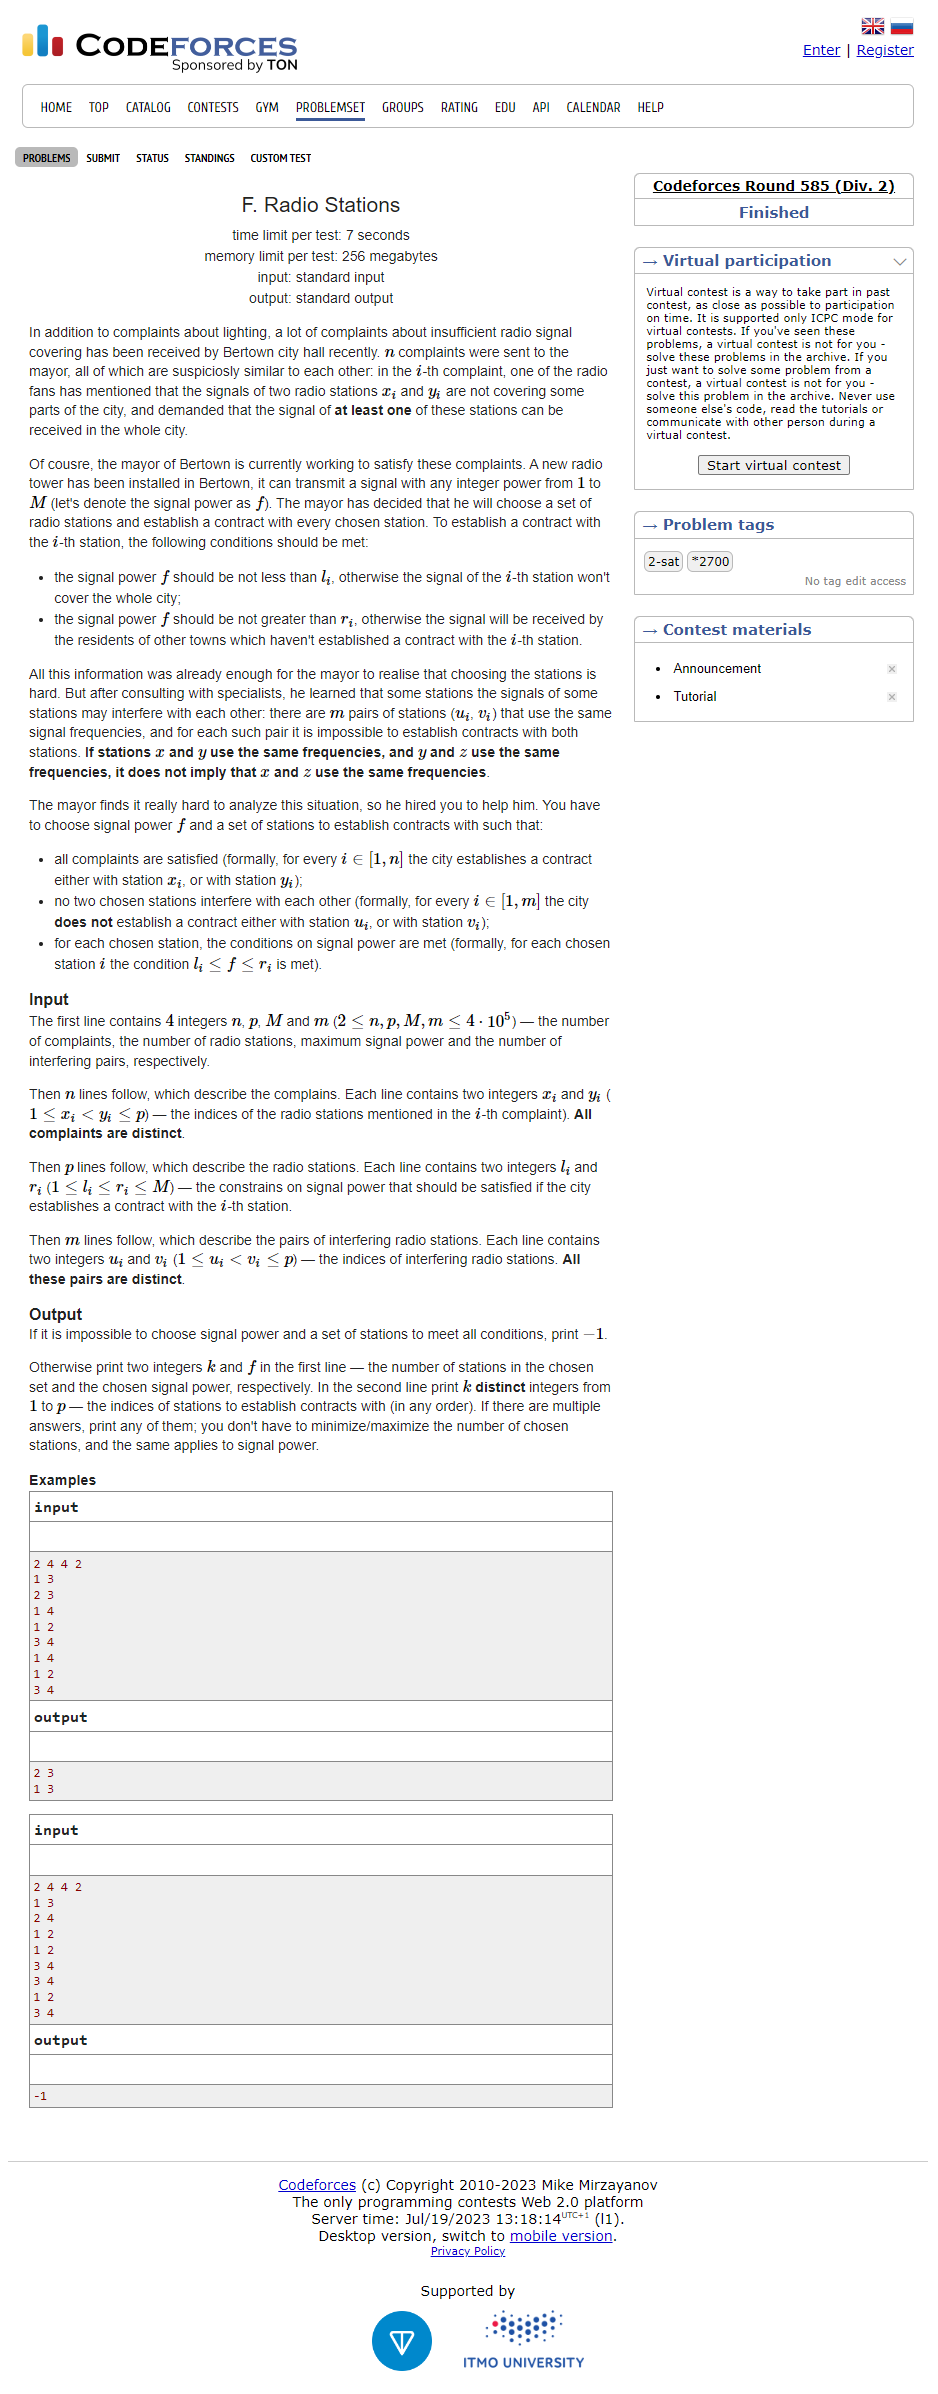 CODEFORCES
Sponsored by TON
Enter | Register
HOME TOP CATALOG CONTESTS GYM PROBLEMSET GROUPS RATING EDU API CALENDAR HELP
PROBLEMS SUBMIT STATUS STANDINGS CUSTOM TEST
F. Radio Stations
time limit per test: 7 seconds
memory limit per test: 256 megabytes
input: standard input
output: standard output
In addition to complaints about lighting, a lot of complaints about insufficient radio signal
covering has been received by Bertown city hall recently. n complaints were sent to the
mayor, all of which are suspiciosly similar to each other: in the i-th complaint, one of the radio
fans has mentioned that the signals of two radio stations x_i and y_i are not covering some
parts of the city, and demanded that the signal of at least one of these stations can be
received in the whole city.
Of cousre, the mayor of Bertown is currently working to satisfy these complaints. A new radio
tower has been installed in Bertown, it can transmit a signal with any integer power from 1 to
M (let's denote the signal power as f). The mayor has decided that he will choose a set of
radio stations and establish a contract with every chosen station. To establish a contract with
the i-th station, the following conditions should be met:
• the signal power f should be not less than l_i, otherwise the signal of the i-th station won't
cover the whole city;
• the signal power f should be not greater than r_i, otherwise the signal will be received by
the residents of other towns which haven't established a contract with the i-th station.
All this information was already enough for the mayor to realise that choosing the stations is
hard. But after consulting with specialists, he learned that some stations the signals of some
stations may interfere with each other: there are m pairs of stations (u_i, v_i) that use the same
signal frequencies, and for each such pair it is impossible to establish contracts with both
stations. If stations x and y use the same frequencies, and y and z use the same
frequencies, it does not imply that x and z use the same frequencies.
The mayor finds it really hard to analyze this situation, so he hired you to help him. You have
to choose signal power f and a set of stations to establish contracts with such that:
• all complaints are satisfied (formally, for every i ∈ [1, n] the city establishes a contract
either with station x_i, or with station y_i);
• no two chosen stations interfere with each other (formally, for every i ∈ [1, m] the city
does not establish a contract either with station u_i, or with station v_i);
• for each chosen station, the conditions on signal power are met (formally, for each chosen
station i the condition l_i ≤ f ≤ r_i is met).
Input
The first line contains 4 integers n, p, M and m (2 ≤ n, p, M, m ≤ 4 · 10^5) — the number
of complaints, the number of radio stations, maximum signal power and the number of
interfering pairs, respectively.
Then n lines follow, which describe the complains. Each line contains two integers x_i and y_i (
1 ≤ x_i < y_i ≤ p) — the indices of the radio stations mentioned in the i-th complaint). All
complaints are distinct.
Then p lines follow, which describe the radio stations. Each line contains two integers l_i and
r_i (1 ≤ l_i ≤ r_i ≤ M) — the constrains on signal power that should be satisfied if the city
establishes a contract with the i-th station.
Then m lines follow, which describe the pairs of interfering radio stations. Each line contains
two integers u_i and v_i (1 ≤ u_i < v_i ≤ p) — the indices of interfering radio stations. All
these pairs are distinct.
Output
If it is impossible to choose signal power and a set of stations to meet all conditions, print −1.
Otherwise print two integers k and f in the first line — the number of stations in the chosen
set and the chosen signal power, respectively. In the second line print k distinct integers from
1 to p — the indices of stations to establish contracts with (in any order). If there are multiple
answers, print any of them; you don't have to minimize/maximize the number of chosen
stations, and the same applies to signal power.
Examples
input
2 4 4 2
1 3
2 3
1 4
1 2
3 4
1 4
1 2
3 4
output
2 3
1 3
input
2 4 4 2
1 3
2 4
1 2
1 2
3 4
3 4
1 2
3 4
output
-1
Codeforces Round 585 (Div. 2)
Finished
→ Virtual participation
Virtual contest is a way to take part in past
contest, as close as possible to participation
on time. It is supported only ICPC mode for
virtual contests. If you've seen these
problems, a virtual contest is not for you -
solve these problems in the archive. If you
just want to solve some problem from a
contest, a virtual contest is not for you -
solve this problem in the archive. Never use
someone else's code, read the tutorials or
communicate with other person during a
virtual contest.
Start virtual contest
→ Problem tags
2-sat *2700
No tag edit access
→ Contest materials
• Announcement
• Tutorial
Codeforces (c) Copyright 2010-2023 Mike Mirzayanov
The only programming contests Web 2.0 platform
Server time: Jul/19/2023 13:18:14 UTC+1 (l1).
Desktop version, switch to mobile version.
Privacy Policy
Supported by
ITMO UNIVERSITY